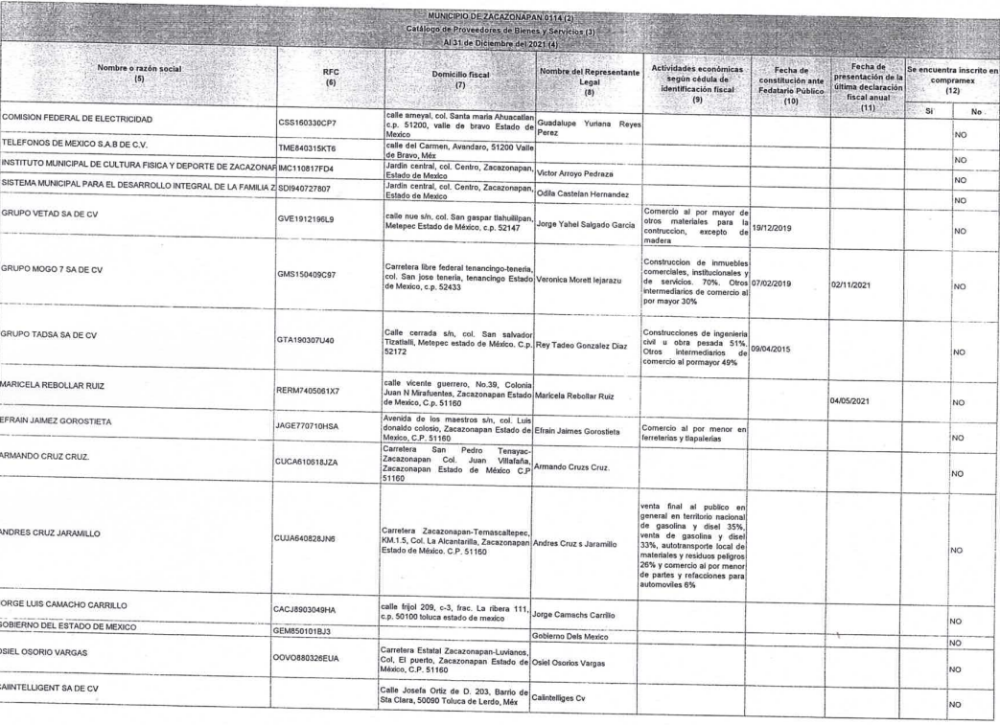 MUNICIPIO DE ZACAZONAPAN 0114 (2)
Catálogo de Proveedores de Bienes y Servicios (3)
Al 31 de Diciembre del 2021 (4)
Nombre o razón social
(5)
RFC
(6)
Domicilio fiscal
(7)
Nombre del Representante
Legal
(8)
Actividades económicas
según cédula de
identificación fiscal
(9)
Fecha de
constitución ante
Fedatario Público
(10)
Fecha de
presentación de la
última declaración
fiscal anual
(11)
Se encuentra inscrito en
compramex
(12)
Si
No
COMISION FEDERAL DE ELECTRICIDAD
CSS160330CP7
calle ameyal, col. Santa maria Ahuacatlan
c.p. 51200, valle de bravo Estado de
Mexico
Guadalupe Yuriana Reyes
Perez
NO
TELEFONOS DE MEXICO S.A.B DE C.V.
TME840315KT6
calle del Carmen, Avandaro, 51200 Valle
de Bravo, Méx
NO
INSTITUTO MUNICIPAL DE CULTURA FISICA Y DEPORTE DE ZACAZONAP
IMC110817FD4
Jardin central, col. Centro, Zacazonapan,
Estado de Mexico
Victor Arroyo Pedraza
NO
SISTEMA MUNICIPAL PARA EL DESARROLLO INTEGRAL DE LA FAMILIA Z
SDI940727807
Jardin central, col. Centro, Zacazonapan,
Estado de Mexico
Odila Castelan Hernandez
NO
GRUPO VETAD SA DE CV
GVE1912196L9
calle nue s/n, col. San gaspar tlahuililpan,
Metepec Estado de México, c.p. 52147
Jorge Yahel Salgado Garcia
Comercio al por mayor de
otros materiales para la
contruccion, excepto de
madera
19/12/2019
NO
GRUPO MOGO 7 SA DE CV
GMS150409C97
Carretera libre federal tenancingo-teneria,
col. San jose teneria, tenancingo Estado
de Mexico, c.p. 52433
Veronica Morett lejarazu
Construccion de inmuebles
comerciales, institucionales y
de servicios. 70%. Otros
intermediarios de comercio al
por mayor 30%
07/02/2019
02/11/2021
NO
GRUPO TADSA SA DE CV
GTA190307U40
Calle cerrada s/n, col. San salvador
Tizatlalli, Metepec estado de México. C.p.
52172
Rey Tadeo Gonzalez Diaz
Construcciones de ingenieria
civil u obra pesada 51%.
Otros intermediarios de
comercio al pormayor 49%
09/04/2015
NO
MARICELA REBOLLAR RUIZ
RERM7405061X7
calle vicente guerrero, No.39, Colonia
Juan N Mirafuentes, Zacazonapan Estado
de Mexico, C.p. 51160
Maricela Rebollar Ruiz
04/05/2021
NO
EFRAIN JAIMEZ GOROSTIETA
JAGE770710HSA
Avenida de los maestros s/n, col. Luis
donaldo colosio, Zacazonapan Estado de
Mexico, C.P. 51160
Efrain Jaimes Gorostieta
Comercio al por menor en
ferreterias y tlapalerias
NO
ARMANDO CRUZ CRUZ.
CUCA610618JZA
Carretera San Pedro Tenayac-
Zacazonapan Col. Juan Villafaña,
Zacazonapan Estado de México C.P
51160
Armando Cruzs Cruz.
NO
ANDRES CRUZ JARAMILLO
CUJA640828JN6
Carretera Zacazonapan-Temascaltepec,
KM.1.5, Col. La Alcantarilla, Zacazonapan
Estado de México. C.P. 51160
Andres Cruz s Jaramillo
venta final al publico en
general en territorio nacional
de gasolina y disel 35%,
venta de gasolina y disel
33%, autotransporte local de
materiales y residuos peligros
26% y comercio al por menor
de partes y refacciones para
automoviles 6%
NO
JORGE LUIS CAMACHO CARRILLO
CACJ8903049HA
calle frijol 209, c-3, frac. La ribera 111,
c.p. 50100 toluca estado de mexico
Jorge Camachs Carrillo
NO
GOBIERNO DEL ESTADO DE MEXICO
GEM850101BJ3
Gobierno Dels Mexico
NO
OSIEL OSORIO VARGAS
OOVO880326EUA
Carretera Estatal Zacazonapan-Luvianos,
Col, El puerto, Zacazonapan Estado de
México, C.P. 51160
Osiel Osorios Vargas
NO
CAIINTELLIGENT SA DE CV
Calle Josefa Ortiz de D. 203, Barrio de
Sta Clara, 50090 Toluca de Lerdo, Méx
Caiintelliges Cv
NO